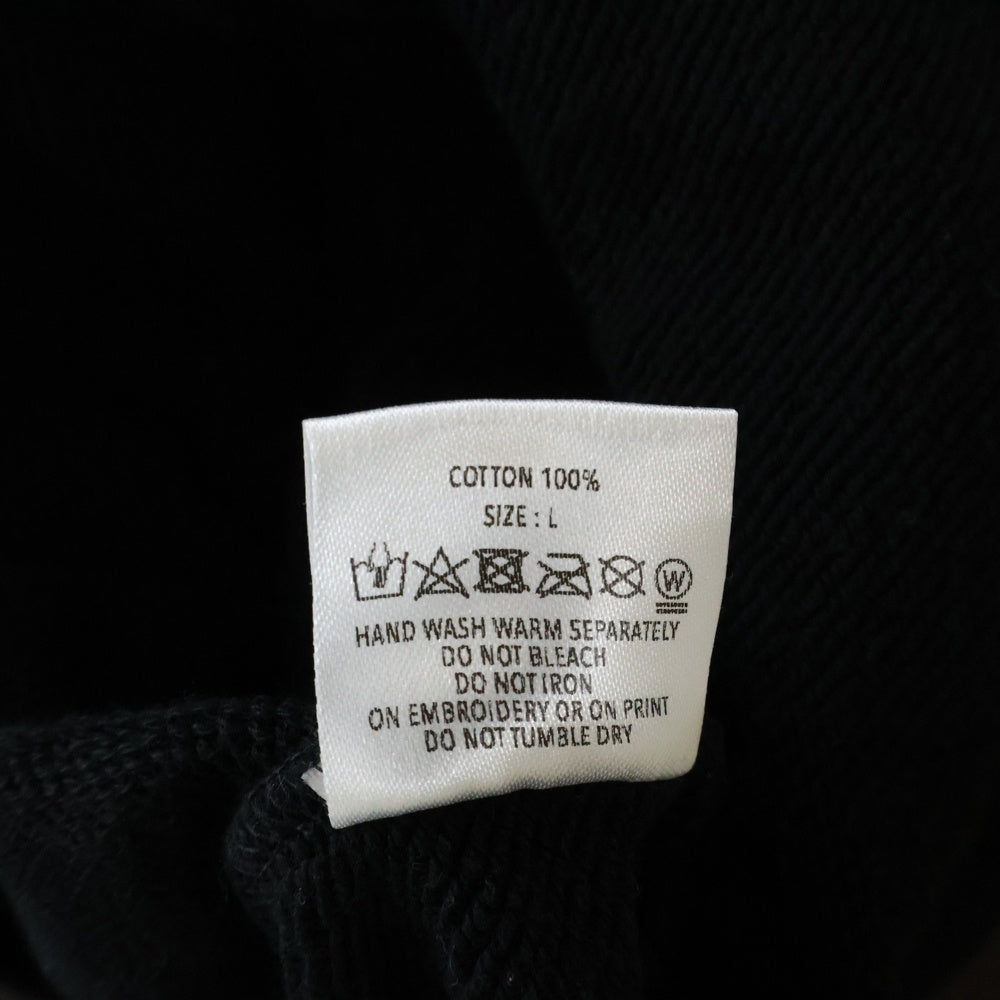 COTTON 100%
SIZE : L
W
HAND WASH WARM SEPARATELY
DO NOT BLEACH
DO NOT IRON
ON EMBROIDERY OR ON PRINT
DO NOT TUMBLE DRY